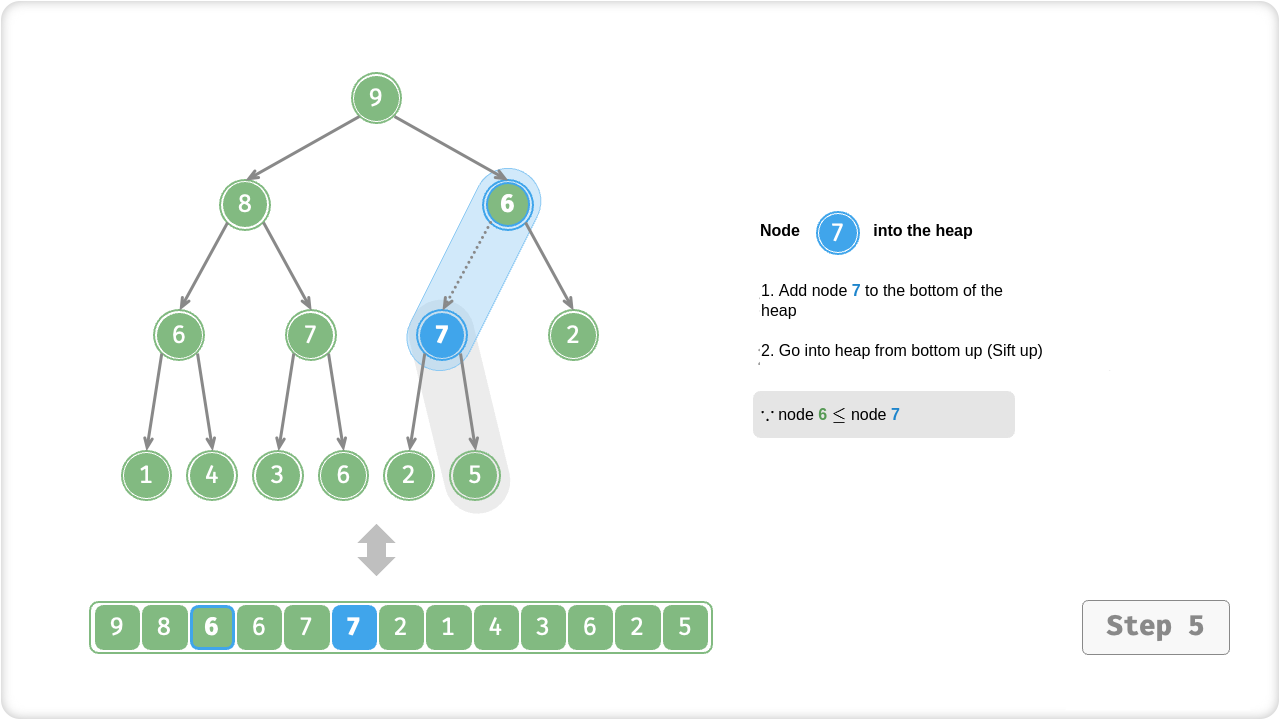 9
8 6
6 7 7 2
1 4 3 6 2 5
9 8 6 6 7 7 2 1 4 3 6 2 5
Node 7 into the heap
1. Add node 7 to the bottom of the
heap
2. Go into heap from bottom up (Sift up)
∵ node 6 ≤ node 7
Step 5